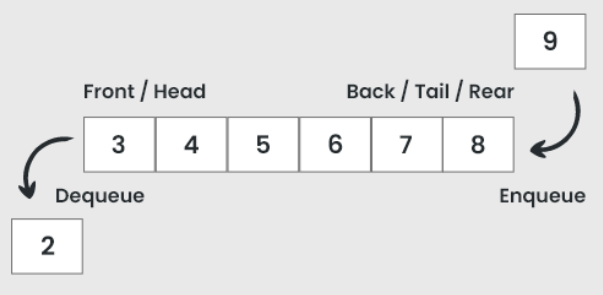 9
Front / Head Back / Tail / Rear
3 4 5 6 7 8
Dequeue Enqueue
2